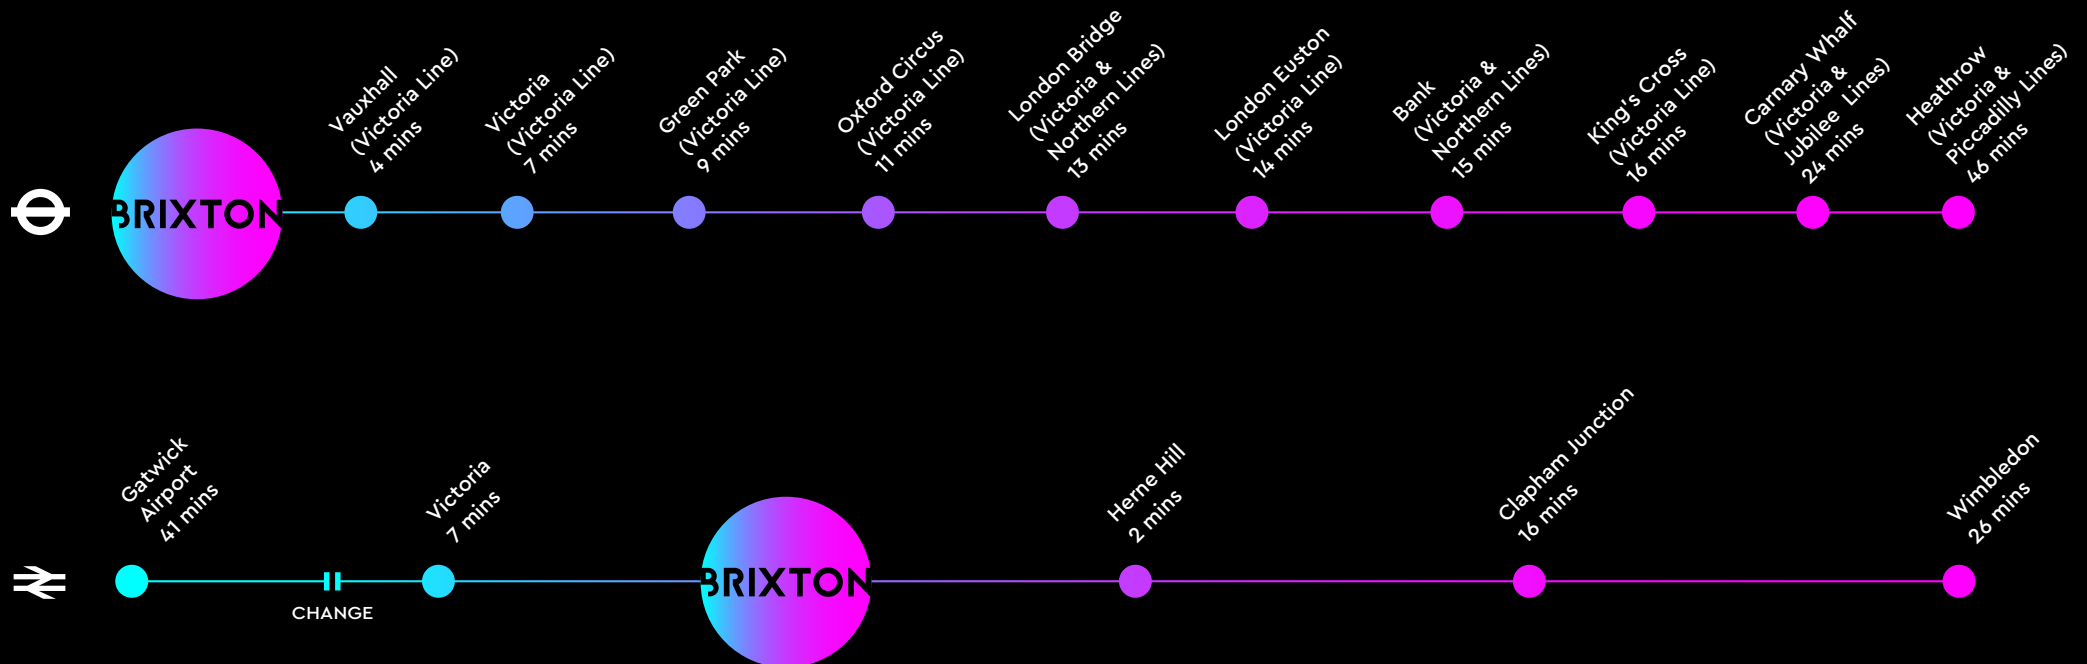 BRIXTON
Vauxhall
(Victoria Line)
4 mins
Victoria
(Victoria Line)
7 mins
Green Park
(Victoria Line)
9 mins
Oxford Circus
(Victoria Line)
11 mins
London Bridge
(Victoria &
Northern Lines)
13 mins
London Euston
(Victoria Line)
14 mins
Bank
(Victoria &
Northern Lines)
15 mins
King's Cross
(Victoria Line)
16 mins
Carnary Whalf
(Victoria &
Jubilee Lines)
24 mins
Heathrow
(Victoria &
Piccadilly Lines)
46 mins
Gatwick
Airport
41 mins
CHANGE
Victoria
7 mins
BRIXTON
Herne Hill
2 mins
Clapham Junction
16 mins
Wimbledon
26 mins